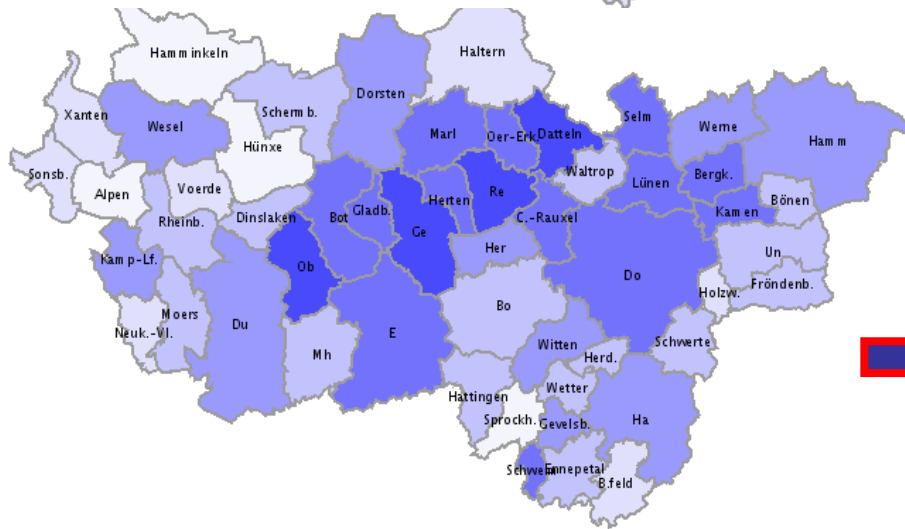 Hamminkeln
Haltern
Dorsten
Schermb.
Xanten
Wesel
Marl
Oer-Erk.
Datteln
Selm
Werne
Hamm
Hünxe
Sonsb.
Alpen
Voerde
Waltrop
Lünen
Bergk.
Bönen
Rheinb.
Dinslaken
Bot
Gladb.
Herten
Re
C.-Rauxel
Kamen
Ge
Her
Un
Kamp-Lf.
Ob
Do
Fröndenb.
Holzw.
Moers
Neuk.-Vl.
Du
Bo
E
Mh
Witten
Herd.
Schwerte
Wetter
Hattingen
Sprockh.
Gevelsb.
Ha
Schwelm
Ennepetal
B.feld